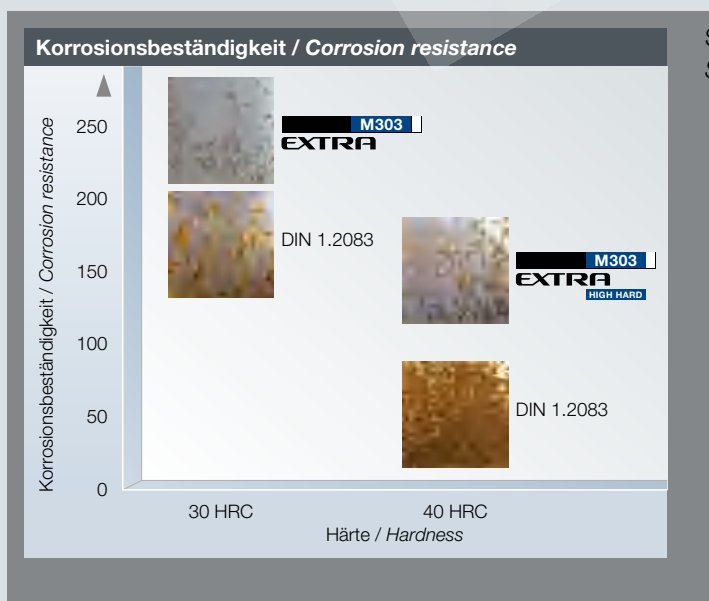 Korrosionsbeständigkeit / Corrosion resistance
Korrosionsbeständigkeit / Corrosion resistance
250
200
150
100
50
0
M303
EXTRA
DIN 1.2083
M303
EXTRA
HIGH HARD
DIN 1.2083
30 HRC
40 HRC
Härte / Hardness